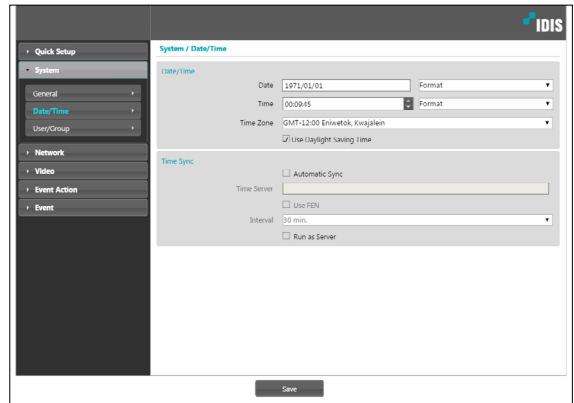 IDIS
Quick Setup
System
General
Date/Time
User/Group
Network
Video
Event Action
Event
System / Date/Time
Date/Time
Date 1971/01/01 Format
Time 00:09:45 Format
Time Zone GMT-12:00 Eniwetok, Kwajalein
Use Daylight Saving Time
Time Sync
Automatic Sync
Time Server
Use FEN
Interval 30 min.
Run as Server
Save